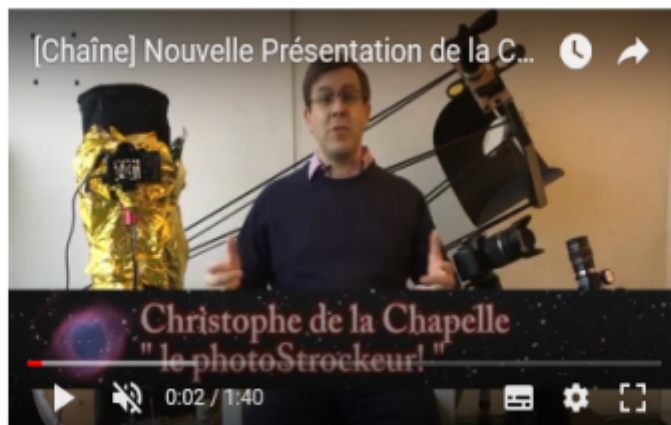 [Chaîne] Nouvelle Présentation de la C...
Christophe de la Chapelle
" le photoStrockeur! "
0:02 / 1:40